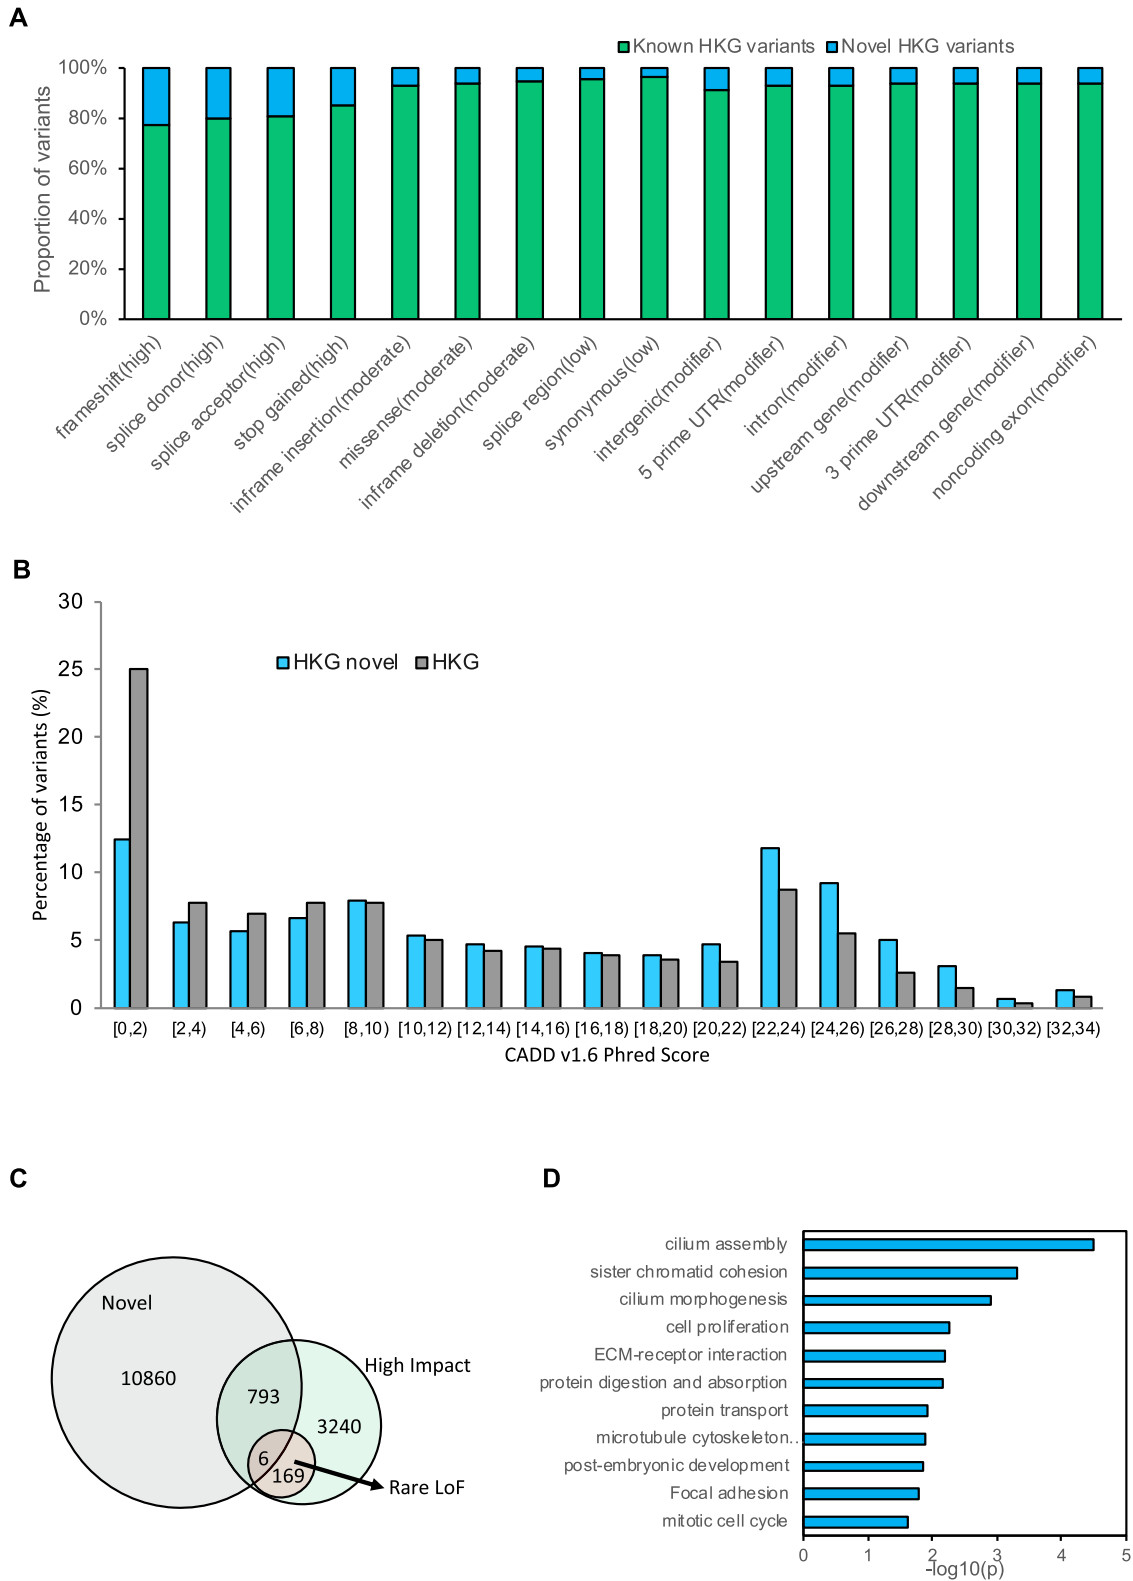 A
Known HKG variants
Novel HKG variants
Proportion of variants
100%
80%
60%
40%
20%
0%
frameshift(high)
splice donor(high)
splice acceptor(high)
stop gained(high)
inframe insertion(moderate)
missense(moderate)
inframe deletion(moderate)
splice region(low)
synonymous(low)
intergenic(modifier)
5 prime UTR(modifier)
intron(modifier)
upstream gene(modifier)
3 prime UTR(modifier)
downstream gene(modifier)
noncoding exon(modifier)
B
HKG novel
HKG
Percentage of variants (%)
30
25
20
15
10
5
0
[0,2) [2,4) [4,6) [6,8) [8,10) [10,12) [12,14) [14,16) [16,18) [18,20) [20,22) [22,24) [24,26) [26,28) [28,30) [30,32) [32,34)
CADD v1.6 Phred Score
C
Novel
10860
793
High Impact
3240
6
169
Rare LoF
D
cilium assembly
sister chromatid cohesion
cilium morphogenesis
cell proliferation
ECM-receptor interaction
protein digestion and absorption
protein transport
microtubule cytoskeleton..
post-embryonic development
Focal adhesion
mitotic cell cycle
0 1 2 3 4 5
-log10(p)